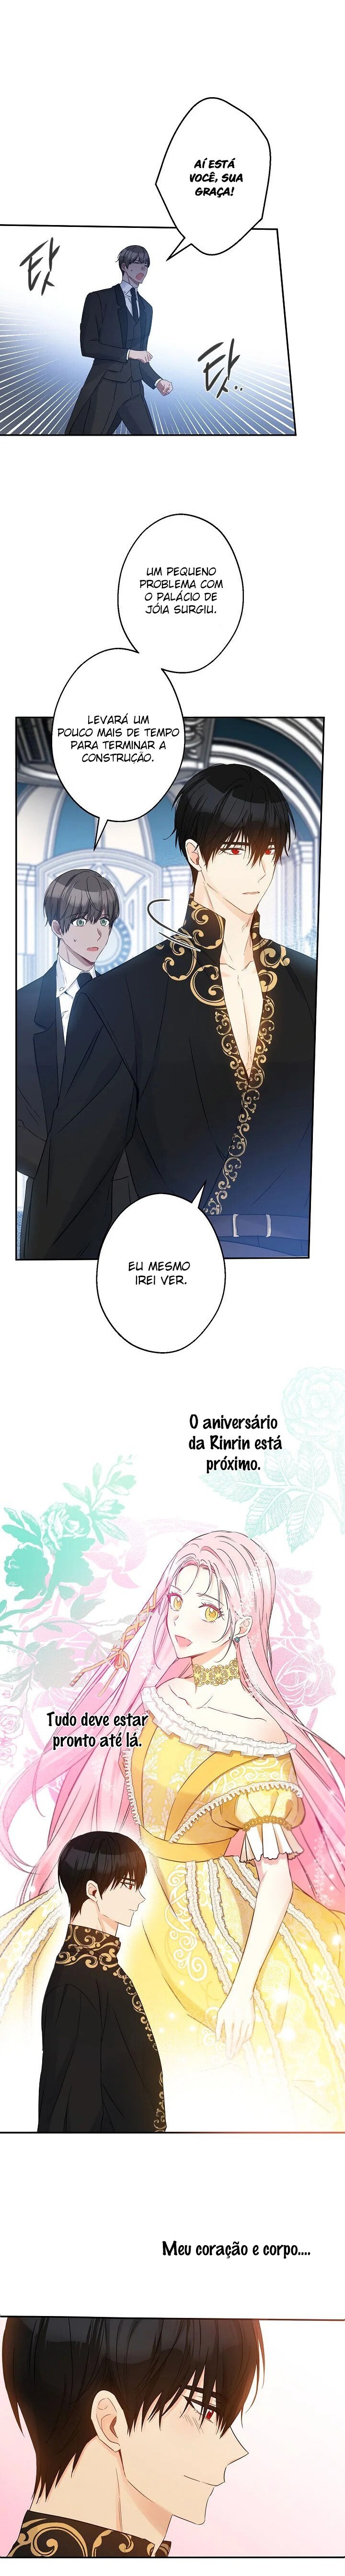 AÍ ESTÁ
VOCÊ, SUA
GRAÇA!
탁
탁..
UM PEQUENO
PROBLEMA COM
O PALÁCIO DE
JÓIA SURGIU.
LEVARÁ UM
POUCO MAIS DE TEMPO
PARA TERMINAR A
CONSTRUÇÃO.
EU MESMO
IREI VER.
O aniversário
da Rinrin está
próximo.
Tudo deve estar
pronto até lá.
Meu coração e corpo....